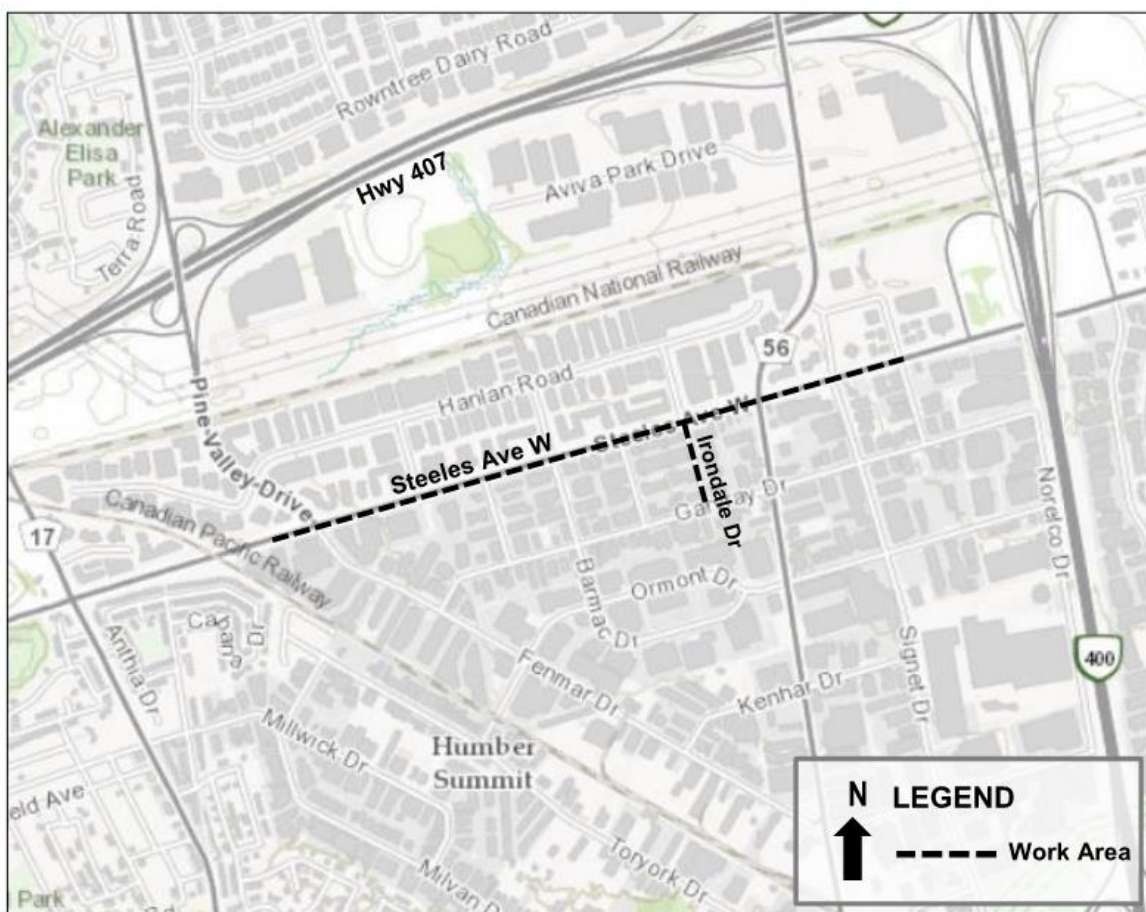 Rowntree Dairy Road
Alexander
Elisa
Park
Terra Road
Hwy 407
Aviva Park Drive
Canadian National Railway
56
Pine Valley Drive
Hanlan Road
Steeles Ave W
Steeles Ave W
Irondale Dr
Canadian Pacific Railway
17
Norelco Dr
Barmac Dr
Ormont Dr
Anthia Dr
Fenmar Dr
Signet Dr
400
Kenhar Dr
Millwick Dr
Humber
Summit
eld Ave
Toryork Dr
Milvan D
Park
N LEGEND
Work Area